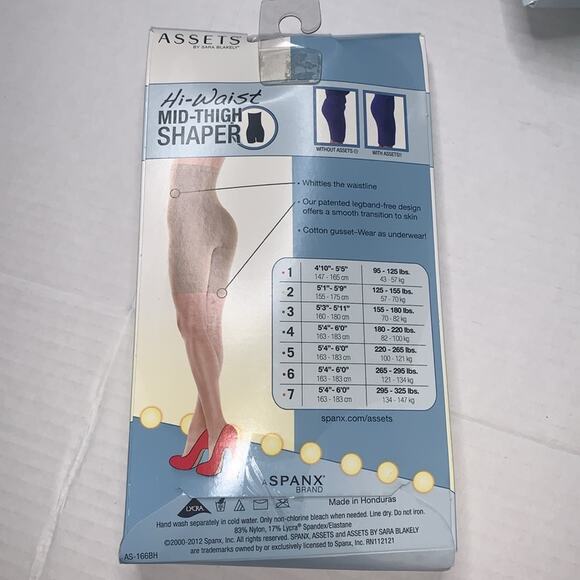 ASSETS®
BY SARA BLAKELY®
Hi-Waist
MID-THIGH
SHAPER
WITHOUT ASSETS
WITH ASSETS!!
• Whittles the waistline
• Our patented legband-free design
offers a smooth transition to skin
• Cotton gusset–Wear as underwear!
• 1 4'10"- 5'5" 95 - 125 lbs.
147 - 165 cm 43 - 57 kg
• 2 5'1"- 5'9" 125 - 155 lbs.
155 - 175 cm 57 - 70 kg
• 3 5'3"- 5'11" 155 - 180 lbs.
160 - 180 cm 70 - 82 kg
• 4 5'4"- 6'0" 180 - 220 lbs.
163 - 183 cm 82 - 100 kg
• 5 5'4"- 6'0" 220 - 265 lbs.
163 - 183 cm 100 - 121 kg
• 6 5'4"- 6'0" 265 - 295 lbs.
163 - 183 cm 121 - 134 kg
• 7 5'4"- 6'0" 295 - 325 lbs.
163 - 183 cm 134 - 147 kg
spanx.com/assets
A SPANX®
BRAND
LYCRA
Made in Honduras
Hand wash separately in cold water. Only non-chlorine bleach when needed. Line dry. Do not iron.
83% Nylon, 17% Lycra® Spandex/Elastane
©2000-2012 Spanx, Inc. All rights reserved. SPANX, ASSETS and ASSETS BY SARA BLAKELY
are trademarks owned by or exclusively licensed to Spanx, Inc. RN112121
AS-166BH